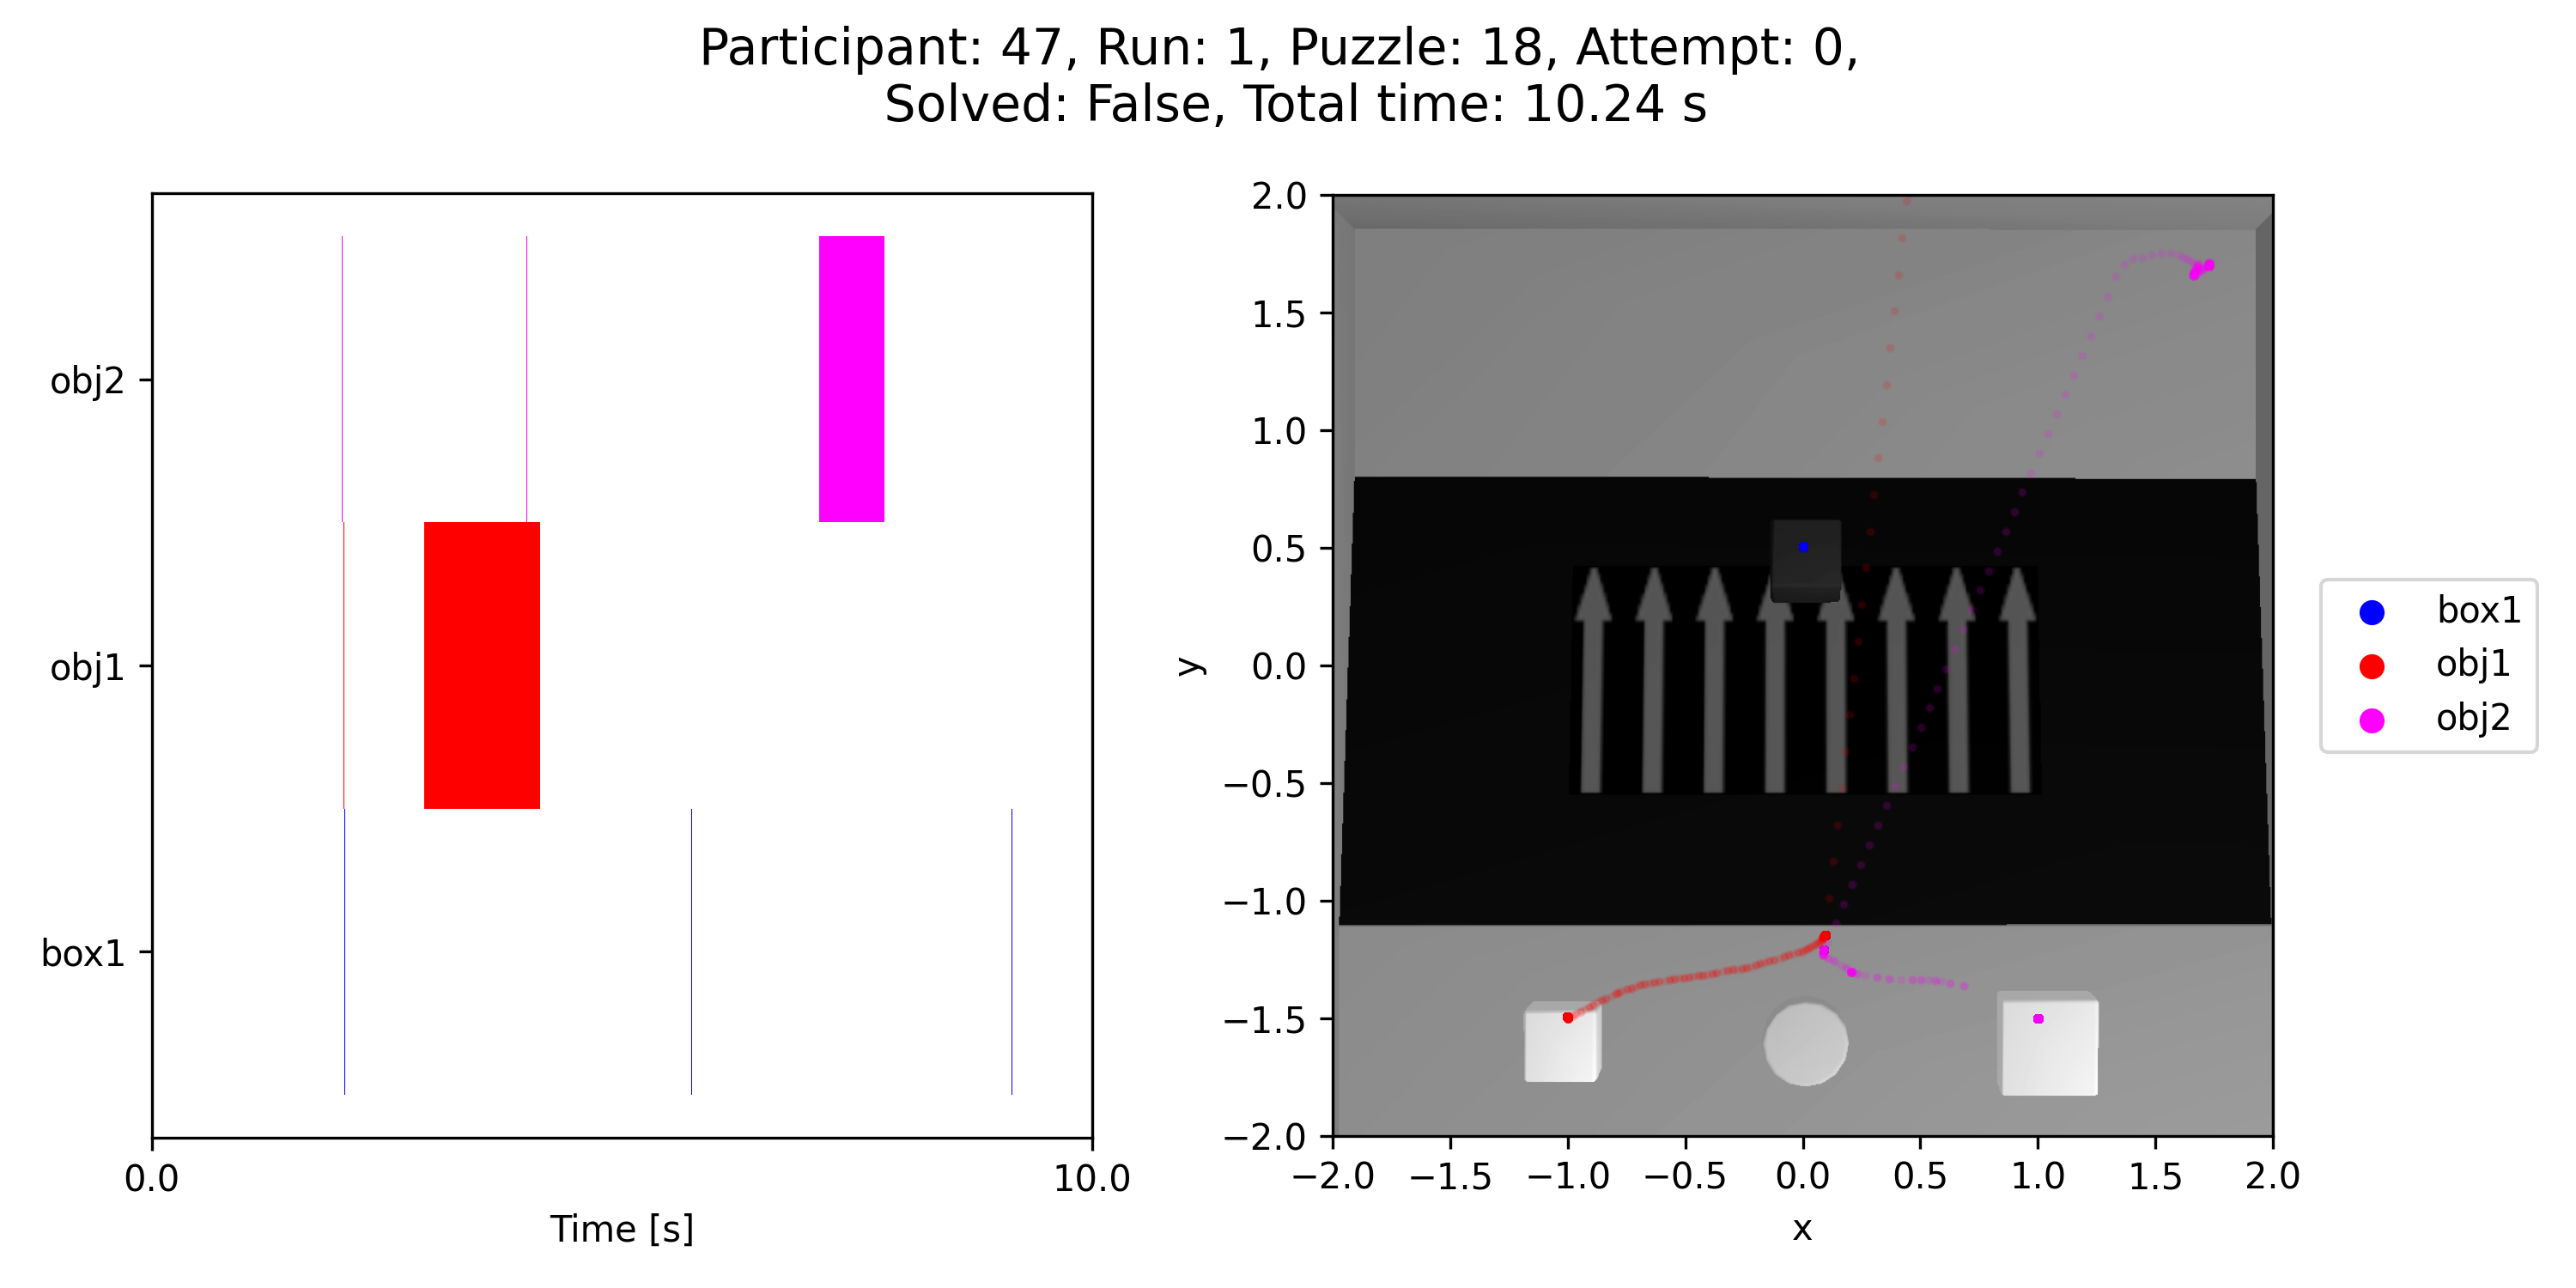 Participant: 47, Run: 1, Puzzle: 18, Attempt: 0,
Solved: False, Total time: 10.24 s
obj2
obj1
box1
0.0
10.0
Time [s]
2.0
1.5
1.0
0.5
0.0
−0.5
−1.0
−1.5
−2.0
y
−2.0 −1.5 −1.0 −0.5 0.0 0.5 1.0 1.5 2.0
x
box1
obj1
obj2